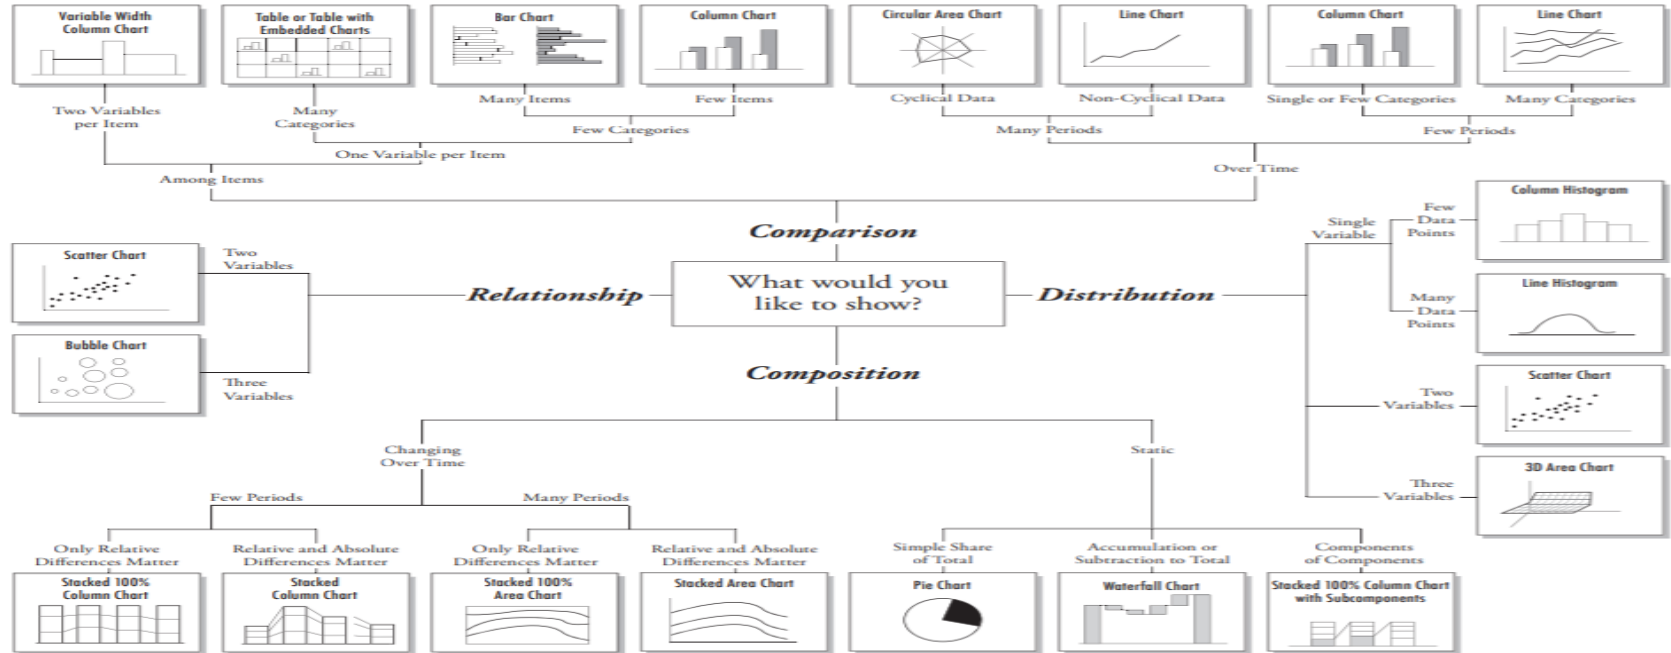 Variable Width
Column Chart
Table or Table with
Embedded Charts
Bar Chart
Column Chart
Circular Area Chart
Line Chart
Column Chart
Line Chart
Two Variables
per Item
Many
Categories
Many Items
Few Items
Cyclical Data
Non-Cyclical Data
Single or Few Categories
Many Categories
Few Categories
Many Periods
Few Periods
One Variable per Item
Over Time
Among Items
Comparison
Relationship
What would you
like to show?
Distribution
Composition
Scatter Chart
Two
Variables
Bubble Chart
Three
Variables
Single
Variable
Few
Data
Points
Column Histogram
Many
Data
Points
Line Histogram
Two
Variables
Scatter Chart
Three
Variables
3D Area Chart
Changing
Over Time
Static
Few Periods
Many Periods
Only Relative
Differences Matter
Relative and Absolute
Differences Matter
Only Relative
Differences Matter
Relative and Absolute
Differences Matter
Simple Share
of Total
Accumulation or
Subtraction to Total
Components
of Components
Stacked 100%
Column Chart
Stacked
Column Chart
Stacked 100%
Area Chart
Stacked Area Chart
Pie Chart
Waterfall Chart
Stacked 100% Column Chart
with Subcomponents